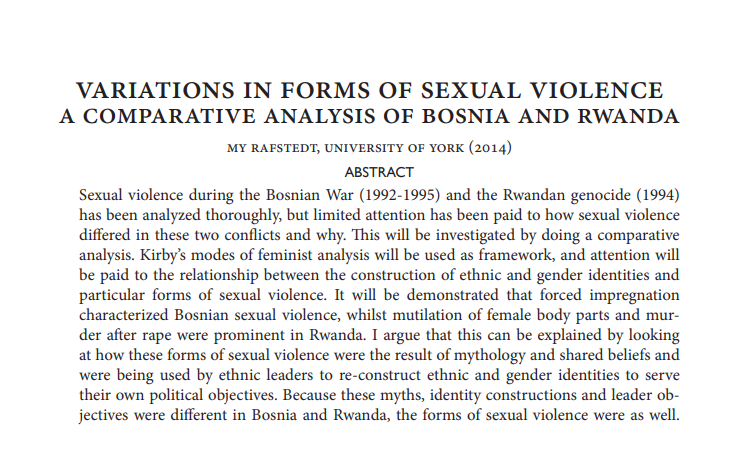 VARIATIONS IN FORMS OF SEXUAL VIOLENCE
A COMPARATIVE ANALYSIS OF BOSNIA AND RWANDA
MY RAFSTEDT, UNIVERSITY OF YORK (2014)
ABSTRACT
Sexual violence during the Bosnian War (1992-1995) and the Rwandan genocide (1994)
has been analyzed thoroughly, but limited attention has been paid to how sexual violence
differed in these two conflicts and why. This will be investigated by doing a comparative
analysis. Kirby's modes of feminist analysis will be used as framework, and attention will
be paid to the relationship between the construction of ethnic and gender identities and
particular forms of sexual violence. It will be demonstrated that forced impregnation
characterized Bosnian sexual violence, whilst mutilation of female body parts and mur-
der after rape were prominent in Rwanda. I argue that this can be explained by looking
at how these forms of sexual violence were the result of mythology and shared beliefs and
were being used by ethnic leaders to re-construct ethnic and gender identities to serve
their own political objectives. Because these myths, identity constructions and leader ob-
jectives were different in Bosnia and Rwanda, the forms of sexual violence were as well.